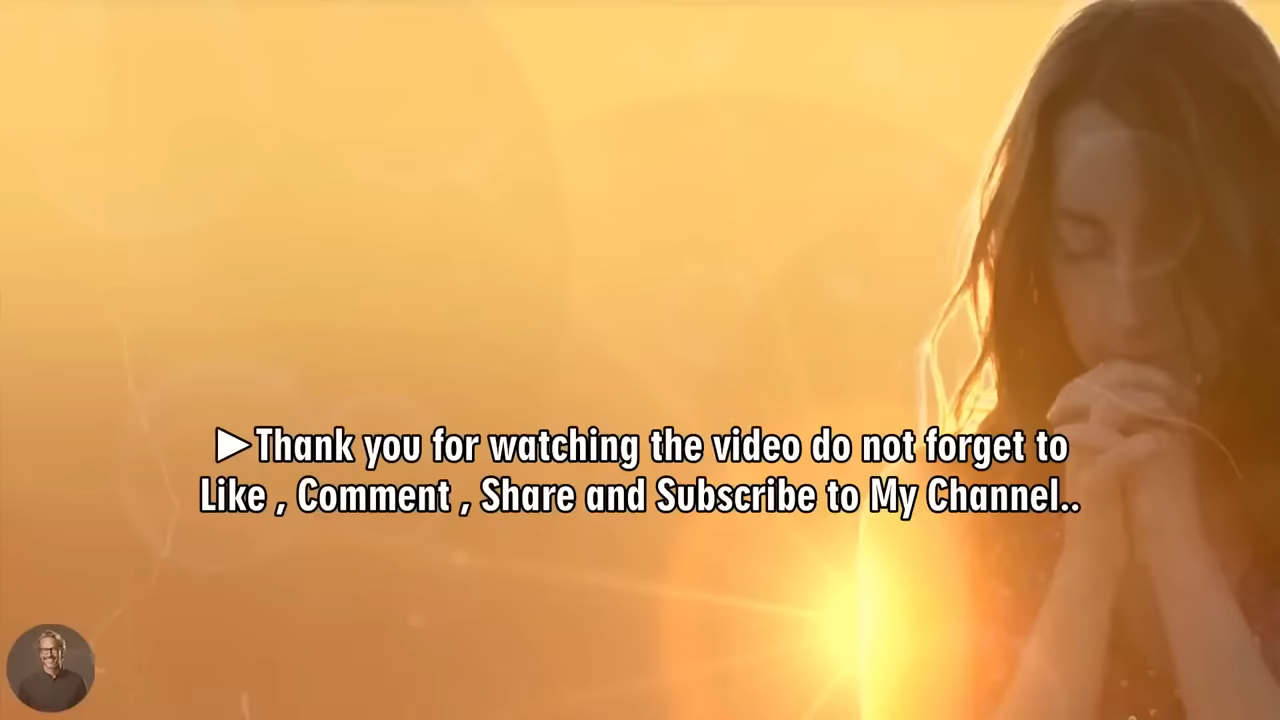 ▶Thank you for watching the video do not forget to
Like , Comment , Share and Subscribe to My Channel..